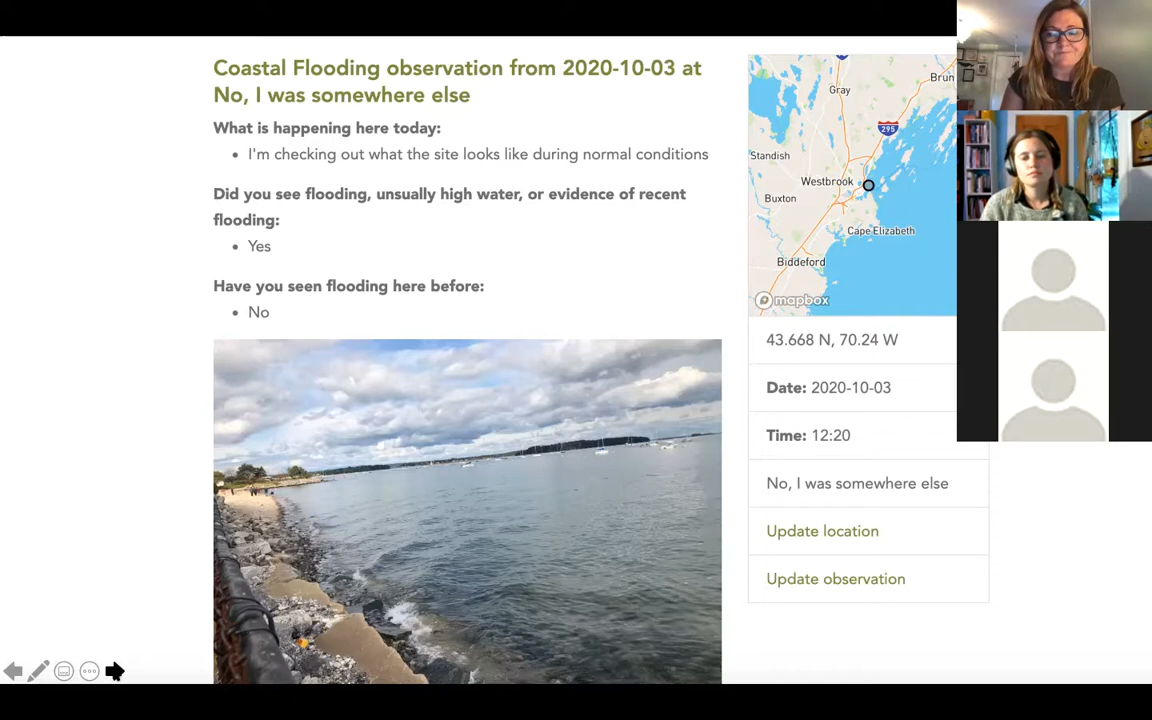 Coastal Flooding observation from 2020-10-03 at
No, I was somewhere else
What is happening here today:
I'm checking out what the site looks like during normal conditions
Did you see flooding, unsually high water, or evidence of recent
flooding:
Yes
Have you seen flooding here before:
No
Gray
Brun
295
Standish
Westbrook
Buxton
Cape Elizabeth
Biddeford
mapbox
43.668 N, 70.24 W
Date: 2020-10-03
Time: 12:20
No, I was somewhere else
Update location
Update observation